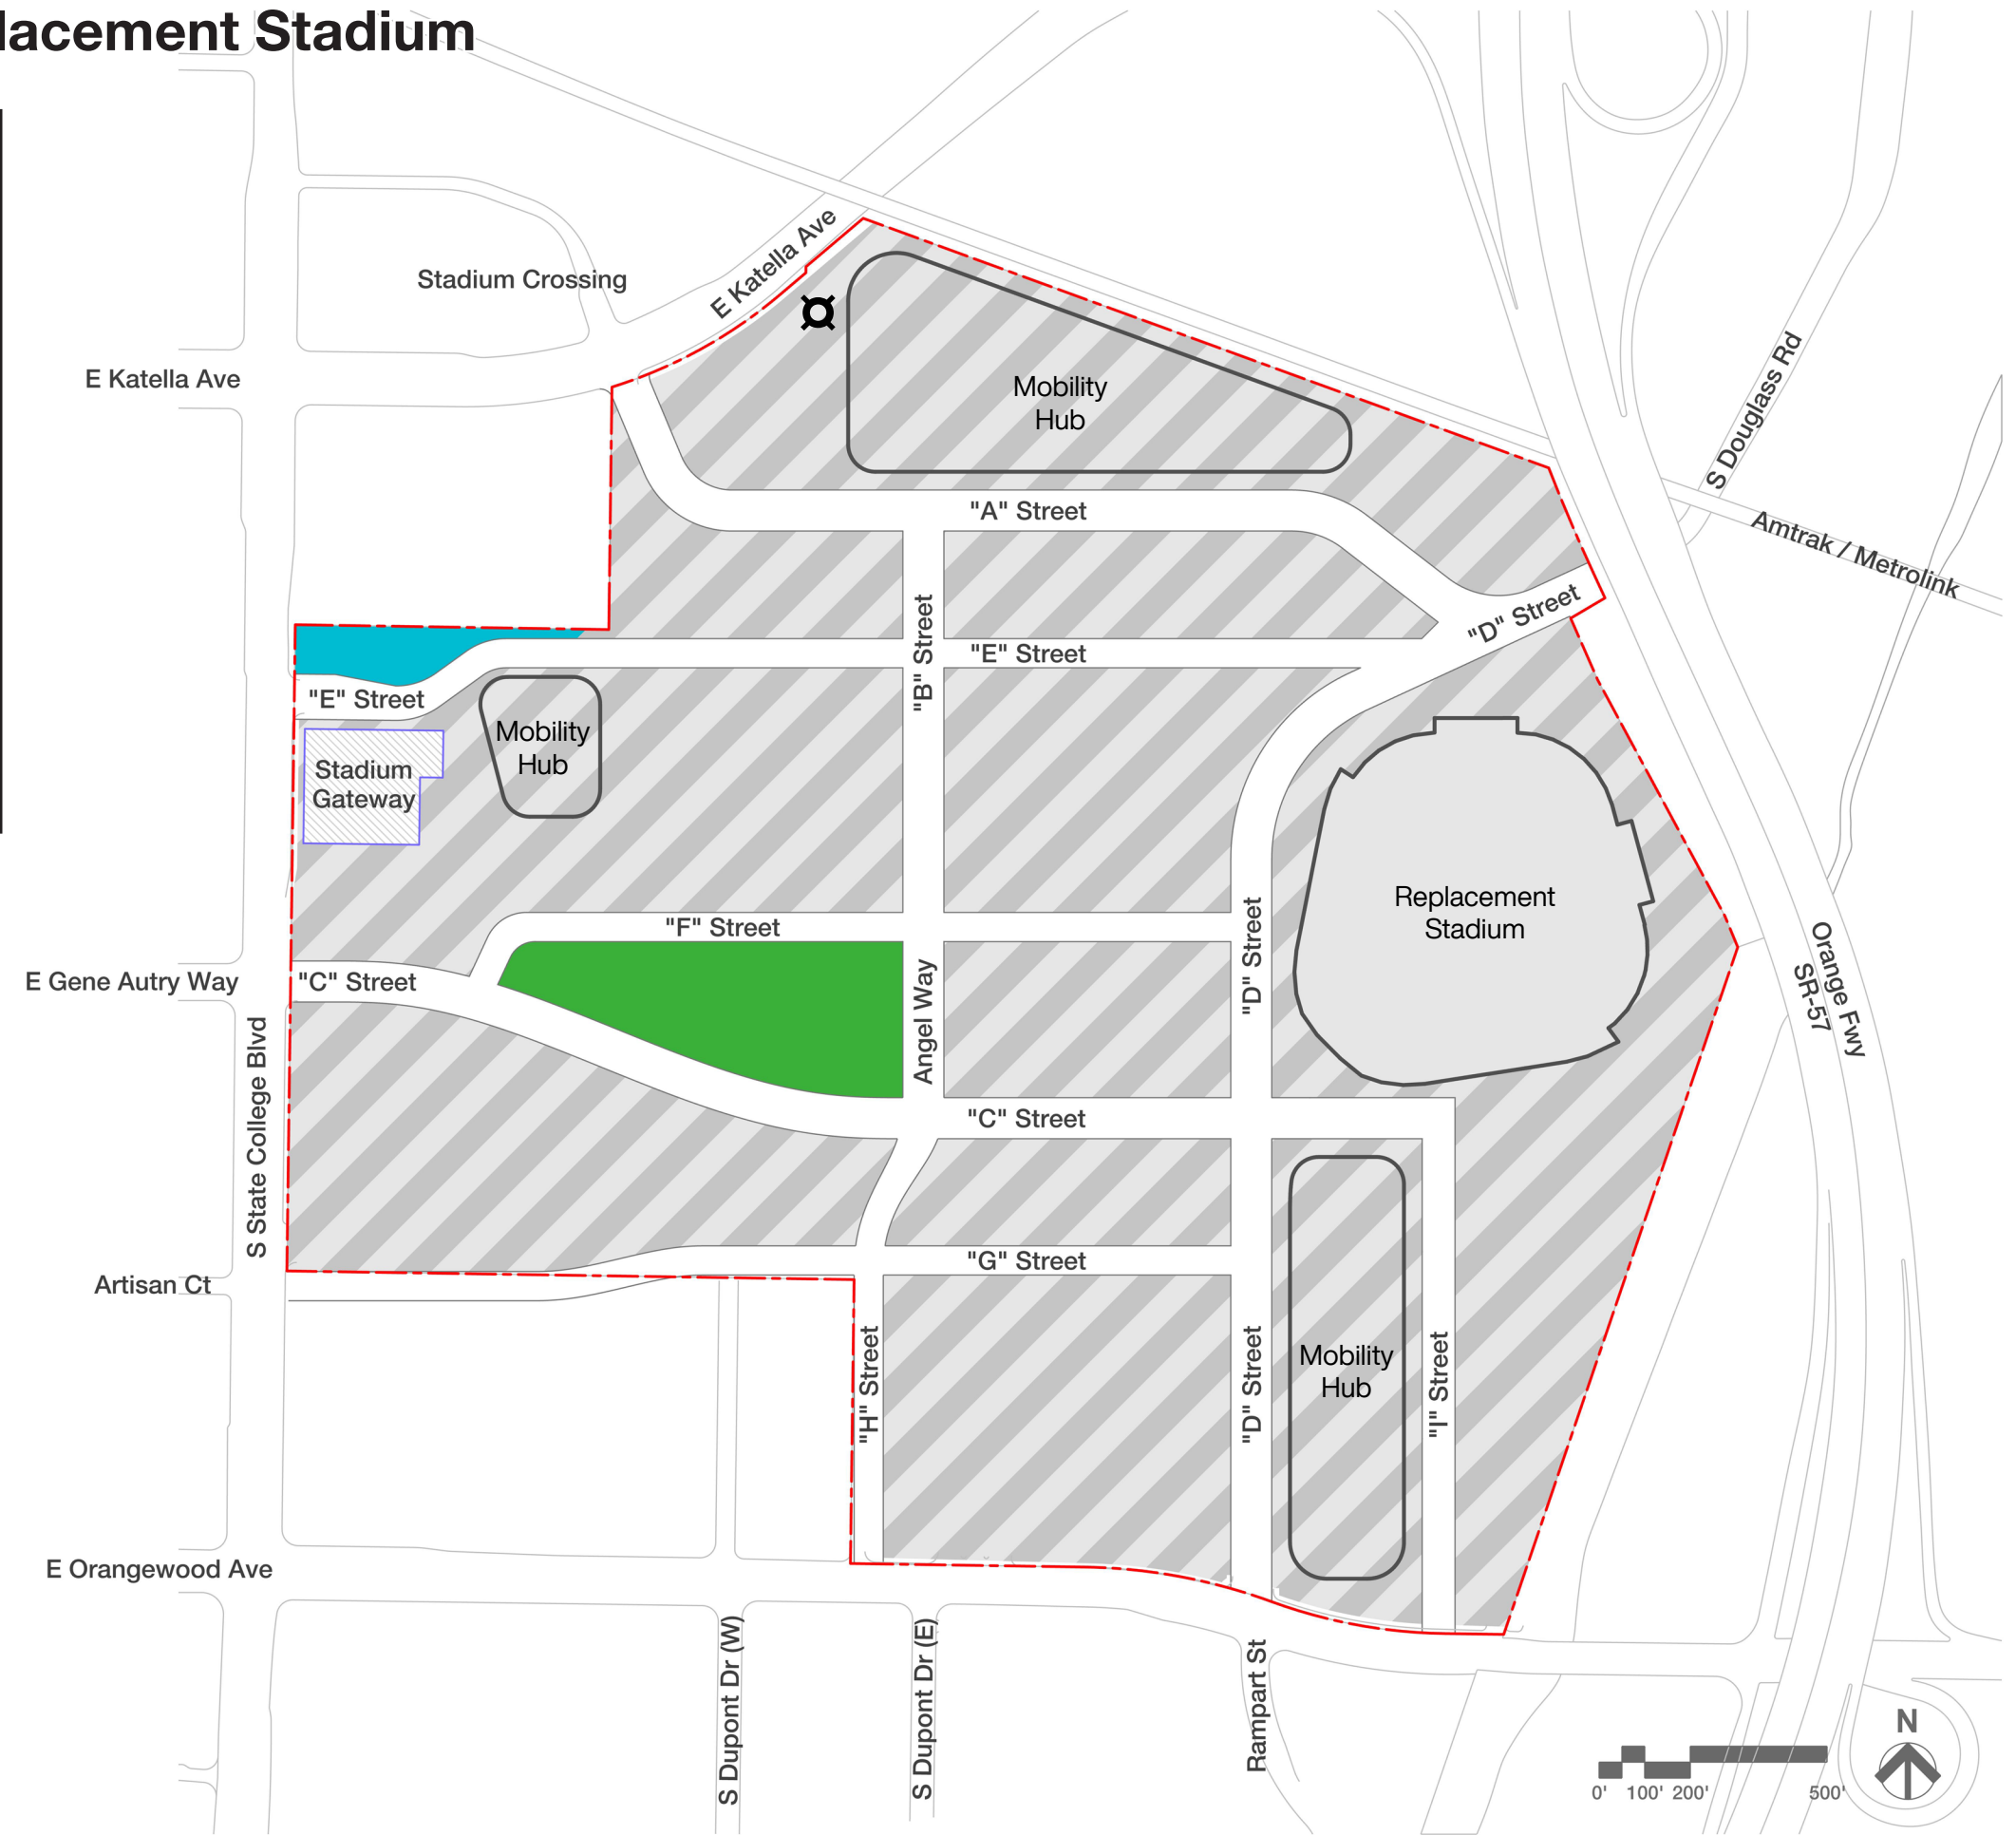 lacement Stadium
E Katella Ave
Stadium Crossing
E Katella Ave
Mobility
Hub
S Douglass Rd
Amtrak / Metrolink
"A" Street
"D" Street
"B" Street
"E" Street
"E" Street
Mobility
Hub
Stadium
Gateway
Replacement
Stadium
"F" Street
"D" Street
Orange Fwy
SR-57
E Gene Autry Way
"C" Street
Angel Way
S State College Blvd
"C" Street
"G" Street
Artisan Ct
"H" Street
"D" Street
Mobility
Hub
"I" Street
E Orangewood Ave
S Dupont Dr (W)
S Dupont Dr (E)
Rampart St
N
0' 100' 200' 500'